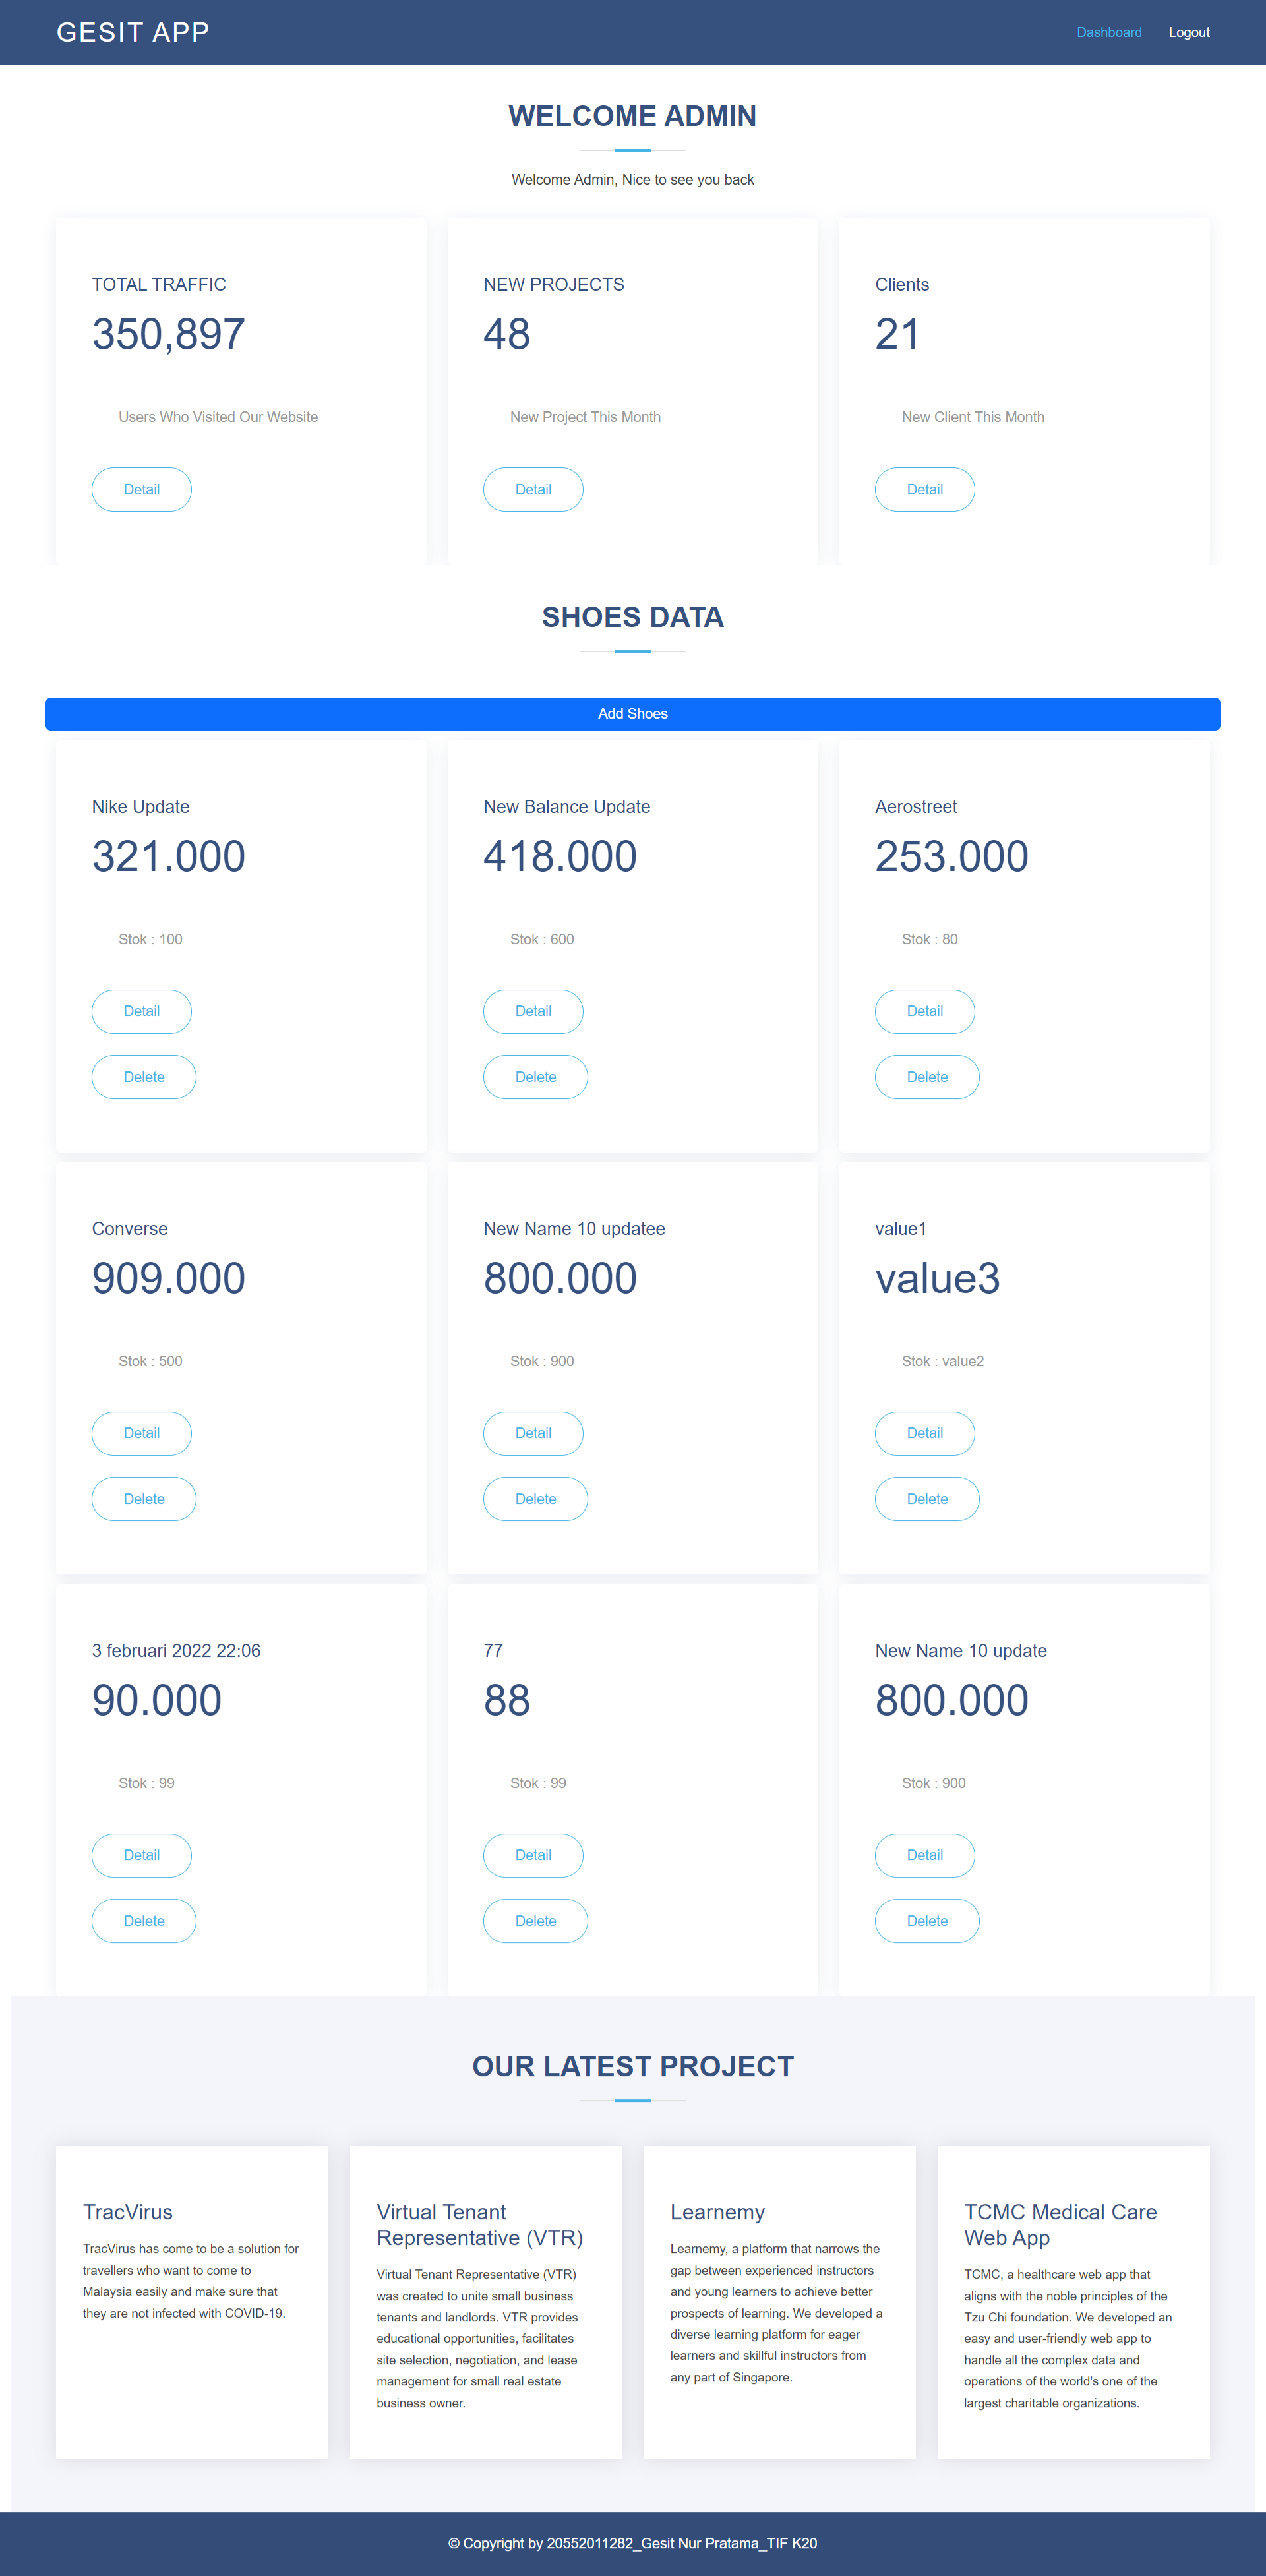 GESIT APP
Dashboard
Logout
WELCOME ADMIN
Welcome Admin, Nice to see you back
TOTAL TRAFFIC
350,897
Users Who Visited Our Website
Detail
NEW PROJECTS
48
New Project This Month
Detail
Clients
21
New Client This Month
Detail
SHOES DATA
Add Shoes
Nike Update
321.000
Stok : 100
Detail
Delete
New Balance Update
418.000
Stok : 600
Detail
Delete
Aerostreet
253.000
Stok : 80
Detail
Delete
Converse
909.000
Stok : 500
Detail
Delete
New Name 10 updatee
800.000
Stok : 900
Detail
Delete
value1
value3
Stok : value2
Detail
Delete
3 februari 2022 22:06
90.000
Stok : 99
Detail
Delete
77
88
Stok : 99
Detail
Delete
New Name 10 update
800.000
Stok : 900
Detail
Delete
OUR LATEST PROJECT
TracVirus
TracVirus has come to be a solution for
travellers who want to come to
Malaysia easily and make sure that
they are not infected with COVID-19.
Virtual Tenant
Representative (VTR)
Virtual Tenant Representative (VTR)
was created to unite small business
tenants and landlords. VTR provides
educational opportunities, facilitates
site selection, negotiation, and lease
management for small real estate
business owner.
Learnemy
Learnemy, a platform that narrows the
gap between experienced instructors
and young learners to achieve better
prospects of learning. We developed a
diverse learning platform for eager
learners and skillful instructors from
any part of Singapore.
TCMC Medical Care
Web App
TCMC, a healthcare web app that
aligns with the noble principles of the
Tzu Chi foundation. We developed an
easy and user-friendly web app to
handle all the complex data and
operations of the world's one of the
largest charitable organizations.
© Copyright by 20552011282_Gesit Nur Pratama_TIF K20